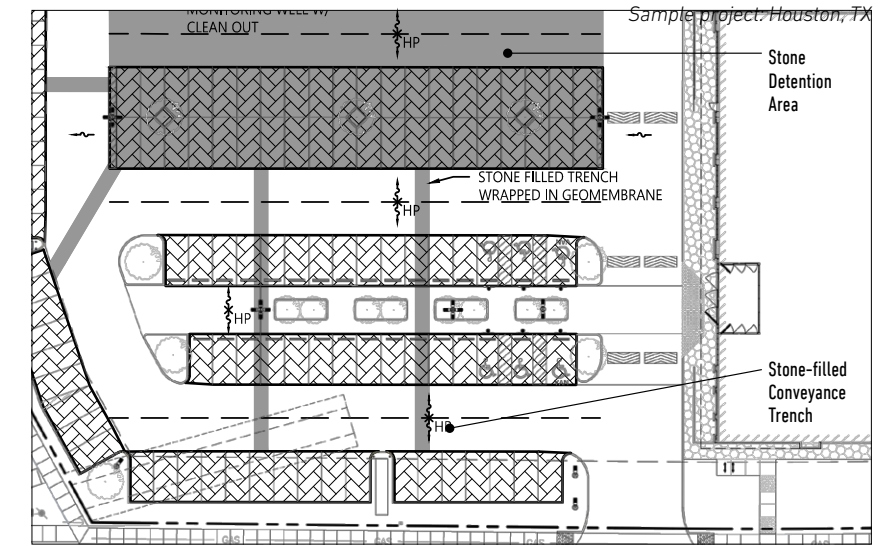 Sample project: Houston, TX
MONITORING WELL W/
CLEAN OUT
HP
Stone
Detention
Area
STONE FILLED TRENCH
WRAPPED IN GEOMEMBRANE
HP
HP
Stone-filled
Conveyance
Trench
HP
VAN
GAS
GAS
GAS